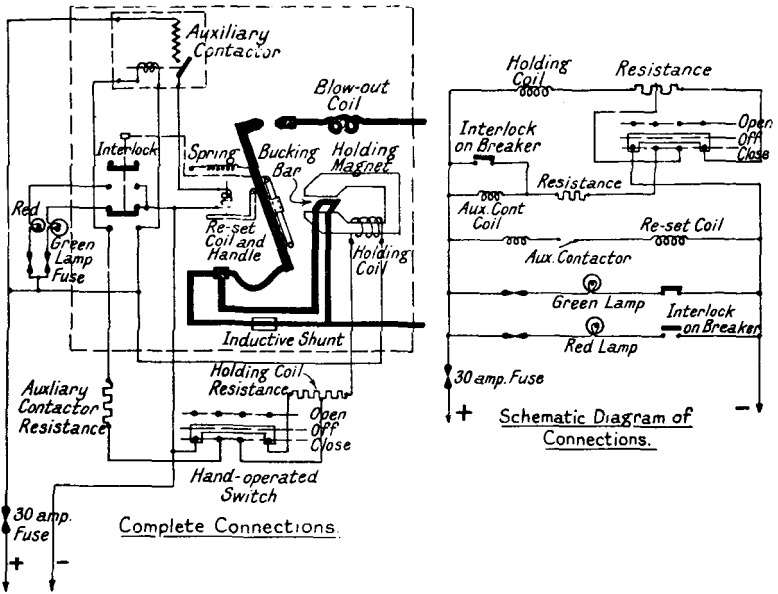 Auxiliary
Contactor
Blow-out
Coil
Interlock
Spring
Bucking
Bar
Holding
Magnet
Red
Green
Lamp
Fuse
Re-set
Coil and
Handle
Holding
Coil
Inductive Shunt
Auxliary
Contactor
Resistance
Holding Coil
Resistance
Open
Off
Close
Hand-operated
Switch
30 amp.
Fuse
+
-
Complete Connections.
Holding
Coil
Resistance
Open
Off
Close
Interlock
on Breaker
Resistance
Aux.Cont
Coil
Re-set Coil
Aux.Contactor
Green Lamp
Interlock
on Breaker
Red Lamp
30 amp. Fuse
+
-
Schematic Diagram of
Connections.